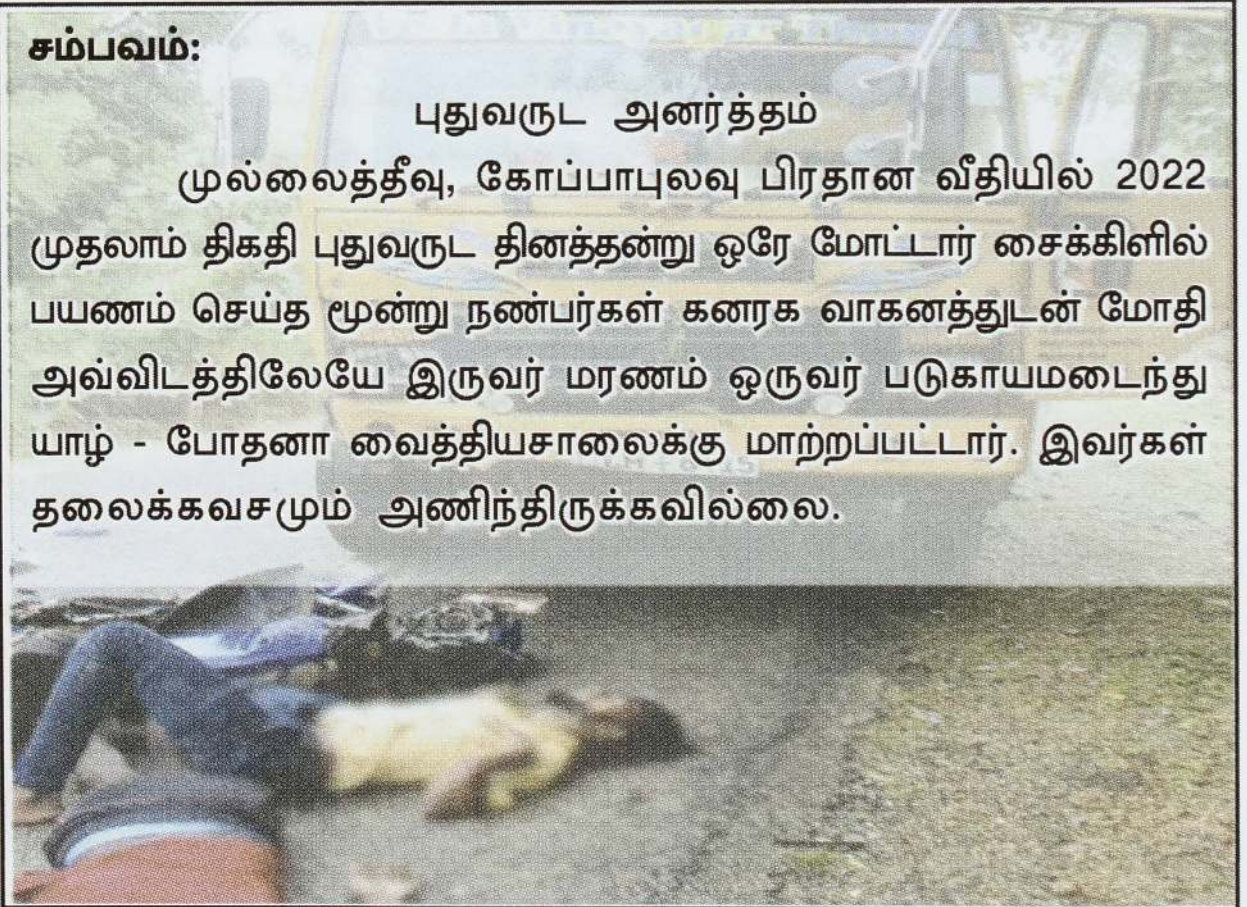 சம்பவம்:
புதுவருட அனர்த்தம்
முல்லைத்தீவு, கோப்பாபுலவு பிரதான வீதியில் 2022
முதலாம் திகதி புதுவருட தினத்தன்று ஒரே மோட்டார் சைக்கிளில்
பயணம் செய்த மூன்று நண்பர்கள் கனரக வாகனத்துடன் மோதி
அவ்விடத்திலேயே இருவர் மரணம் ஒருவர் படுகாயமடைந்து
யாழ் - போதனா வைத்தியசாலைக்கு மாற்றப்பட்டார். இவர்கள்
தலைக்கவசமும் அணிந்திருக்கவில்லை.